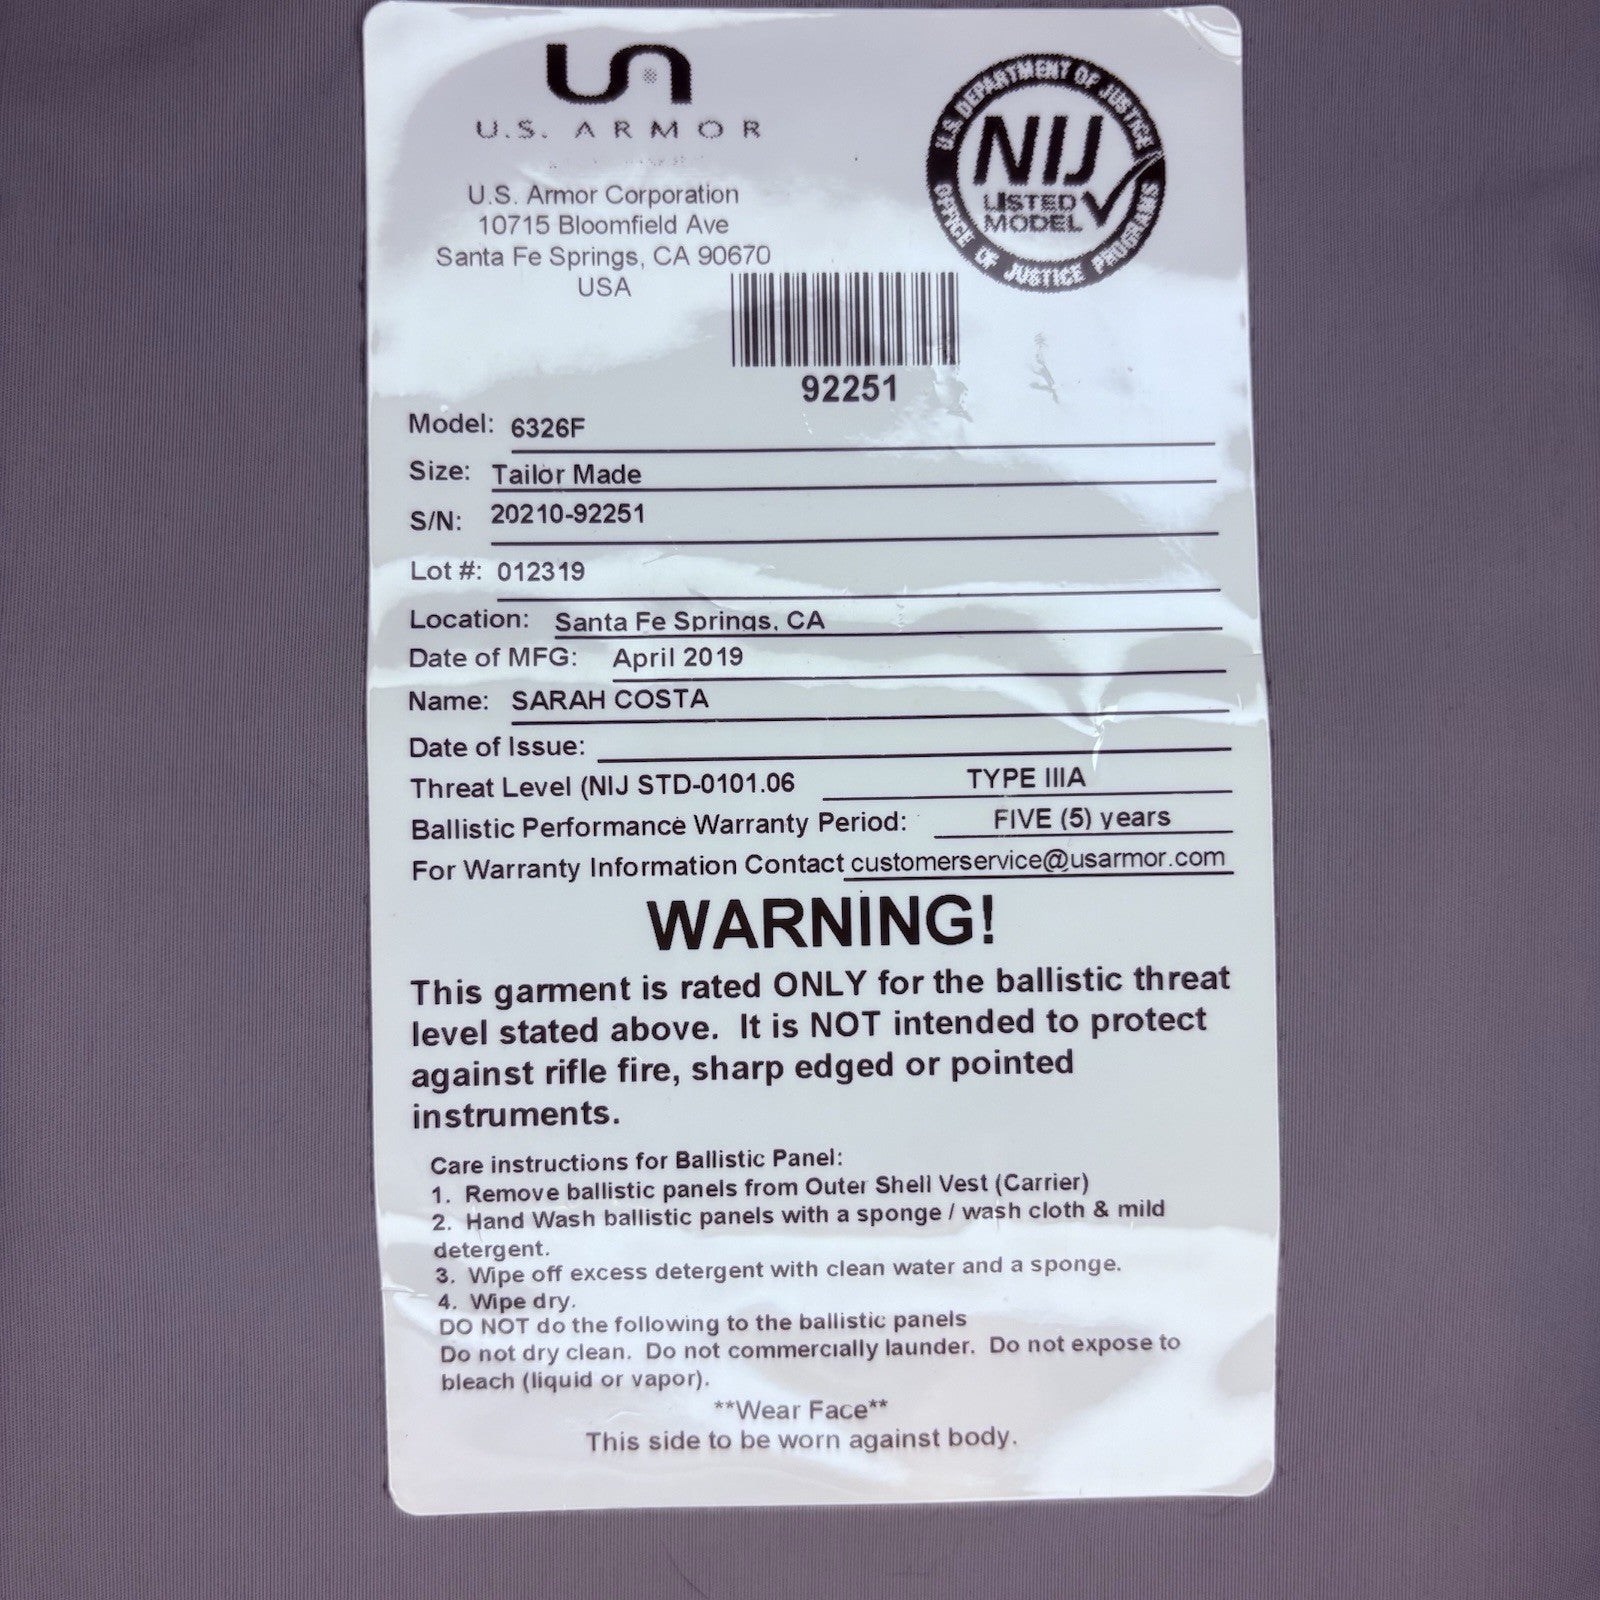 U.S. ARMOR
U.S. Armor Corporation
10715 Bloomfield Ave
Santa Fe Springs, CA 90670
USA
U.S. DEPARTMENT OF JUSTICE
NIJ
LISTED
MODEL
OFFICE OF JUSTICE PROGRAMS
92251
Model: 6326F
Size: Tailor Made
S/N: 20210-92251
Lot #: 012319
Location: Santa Fe Springs, CA
Date of MFG: April 2019
Name: SARAH COSTA
Date of Issue:
Threat Level (NIJ STD-0101.06 TYPE IIIA
Ballistic Performance Warranty Period: FIVE (5) years
For Warranty Information Contact customerservice@usarmor.com
WARNING!
This garment is rated ONLY for the ballistic threat
level stated above. It is NOT intended to protect
against rifle fire, sharp edged or pointed
instruments.
Care instructions for Ballistic Panel:
1. Remove ballistic panels from Outer Shell Vest (Carrier)
2. Hand Wash ballistic panels with a sponge / wash cloth & mild
detergent.
3. Wipe off excess detergent with clean water and a sponge.
4. Wipe dry.
DO NOT do the following to the ballistic panels
Do not dry clean. Do not commercially launder. Do not expose to
bleach (liquid or vapor).
**Wear Face**
This side to be worn against body.